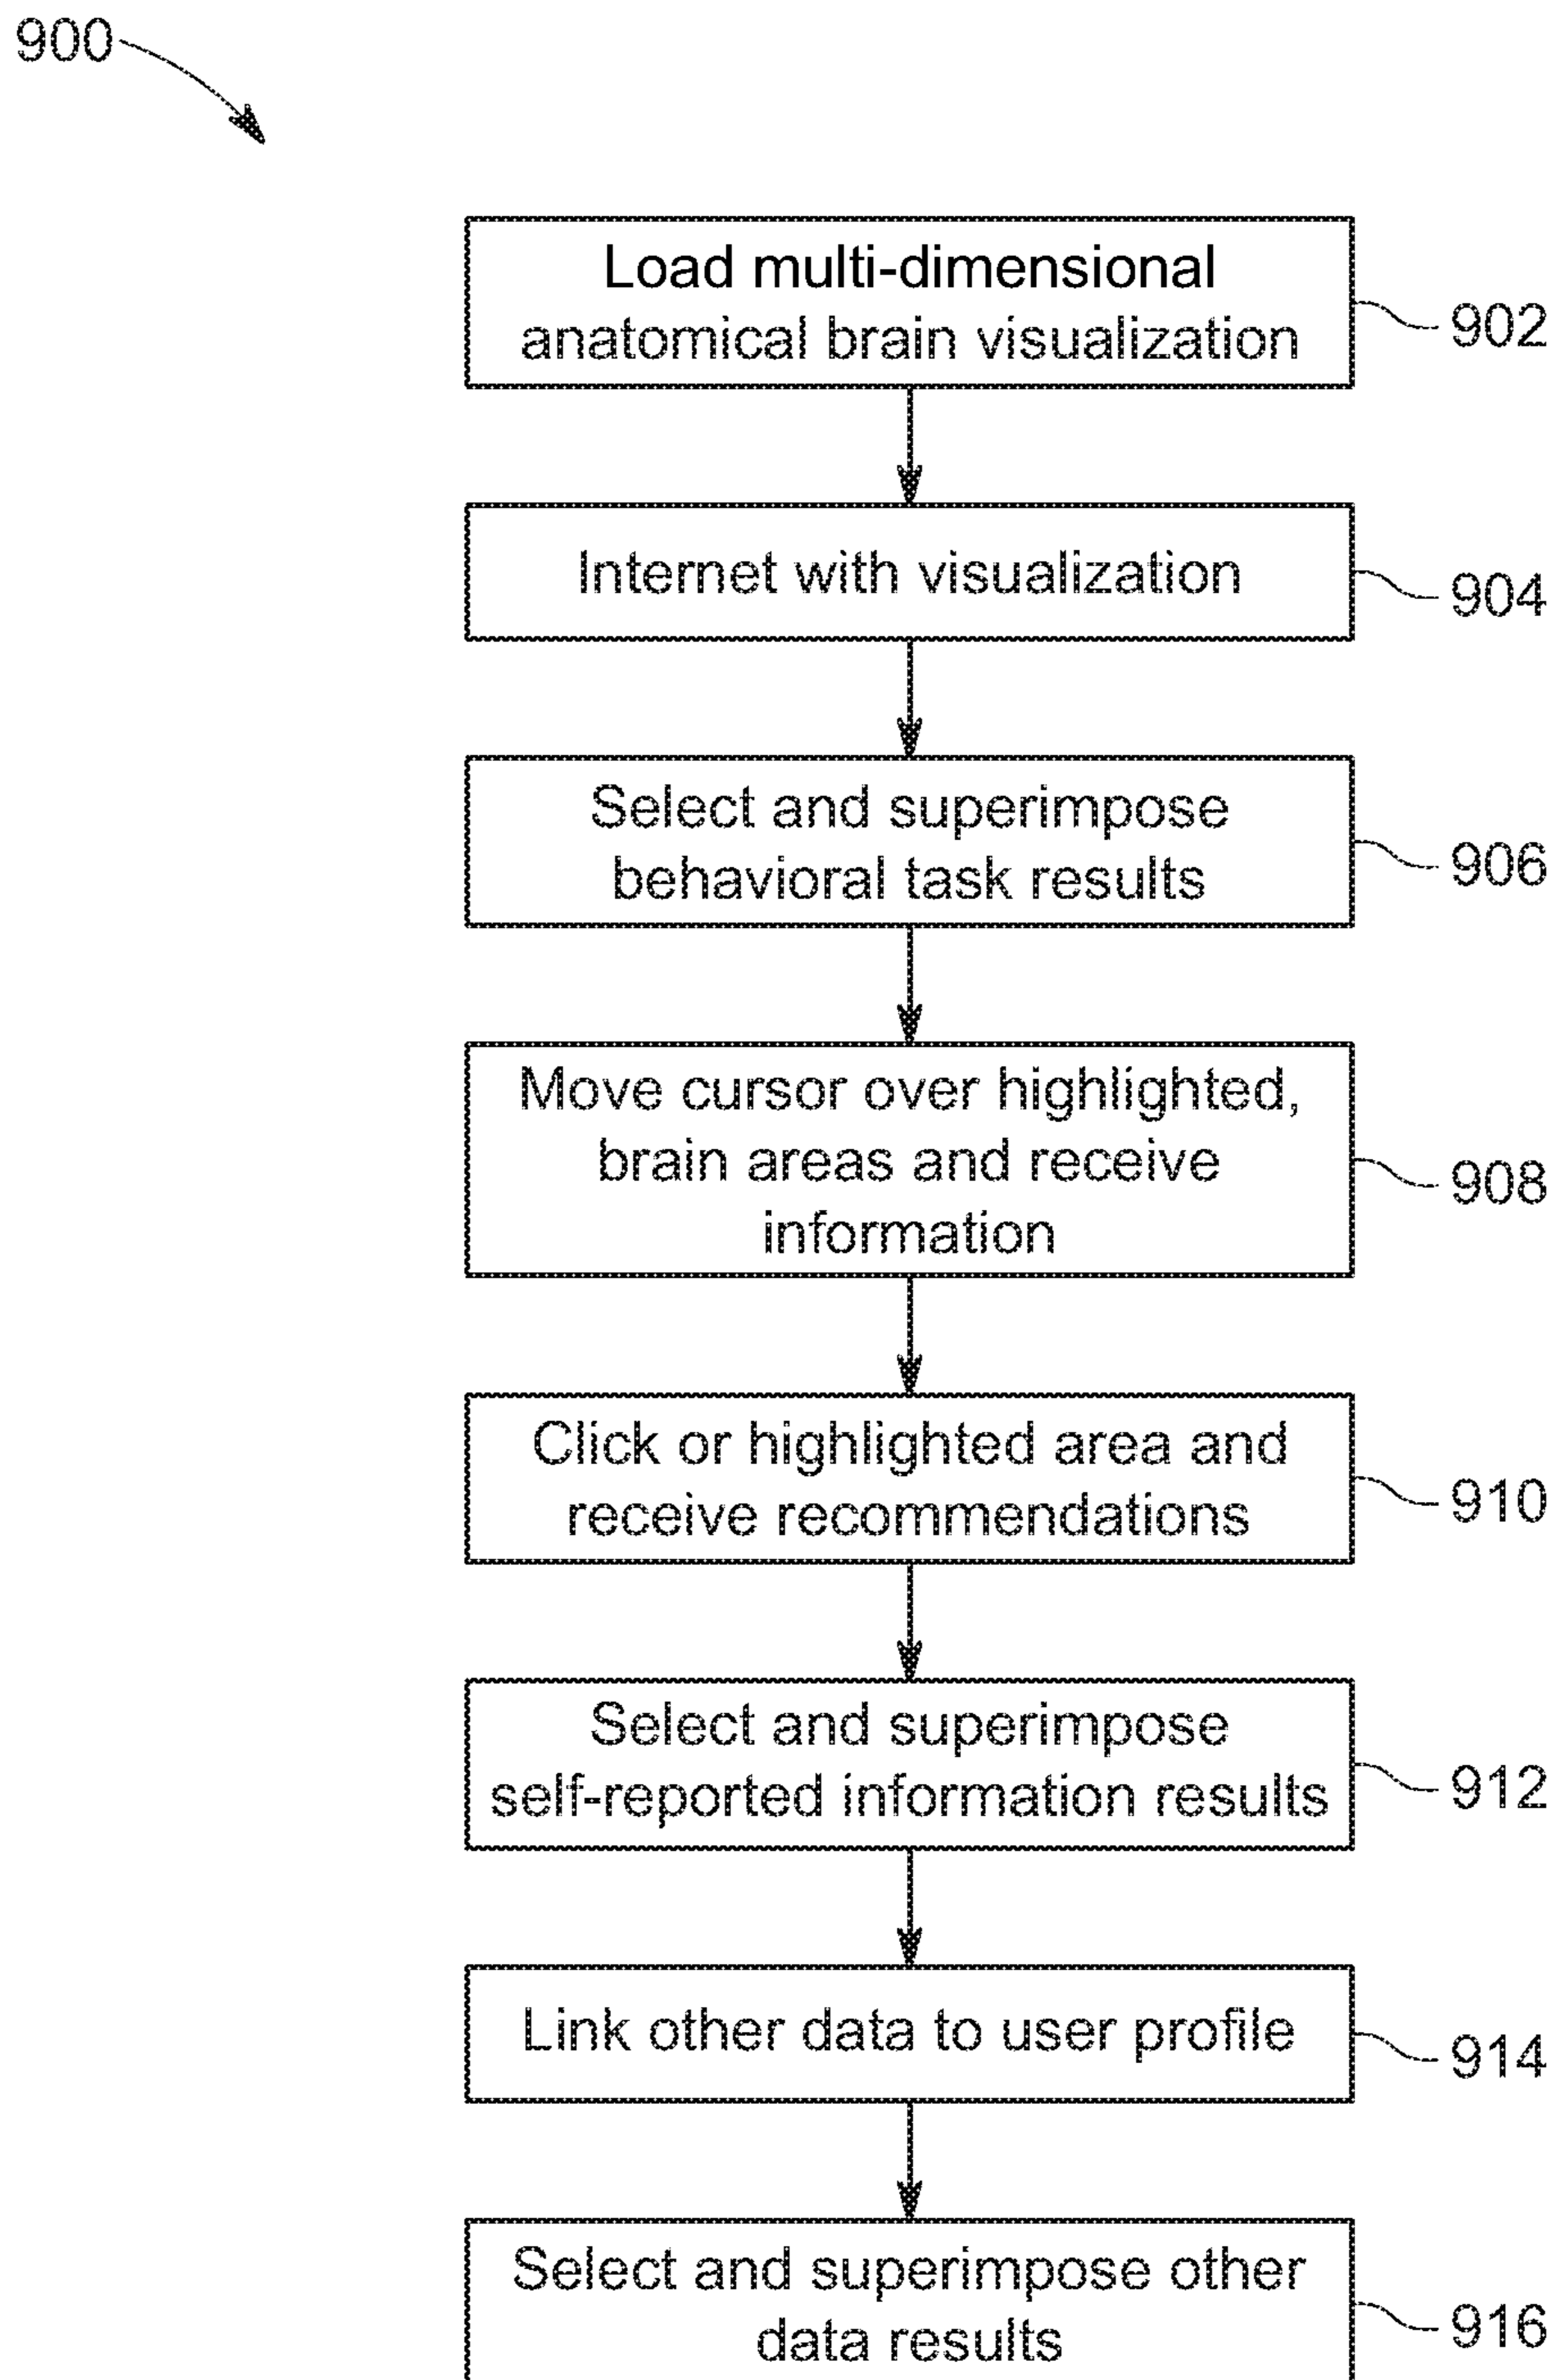 900
Load multi-dimensional
anatomical brain visualization
902
Internet with visualization
904
Select and superimpose
behavioral task results
906
Move cursor over highlighted,
brain areas and receive
information
908
Click or highlighted area and
receive recommendations
910
Select and superimpose
self-reported information results
912
Link other data to user profile
914
Select and superimpose other
data results
916